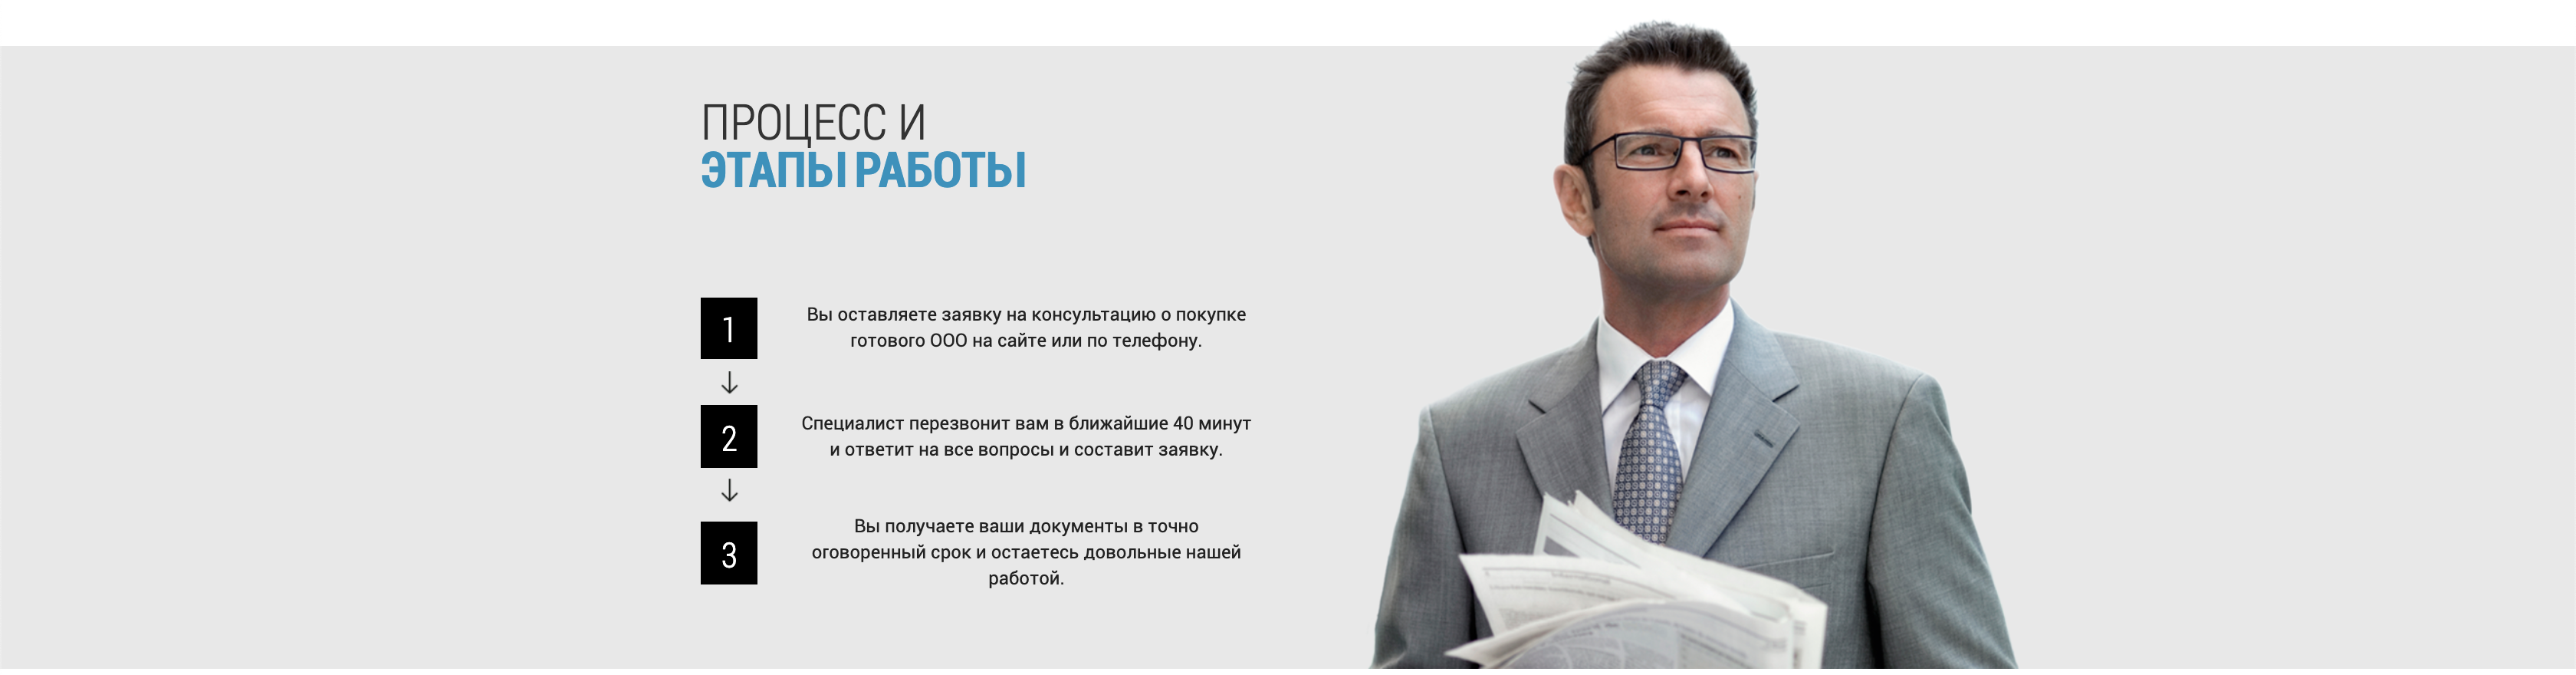 ПРОЦЕСС И
ЭТАПЫ РАБОТЫ
1
Вы оставляете заявку на консультацию о покупке
готового ООО на сайте или по телефону.
2
Специалист перезвонит вам в ближайшие 40 минут
и ответит на все вопросы и составит заявку.
3
Вы получаете ваши документы в точно
оговоренный срок и остаетесь довольные нашей
работой.